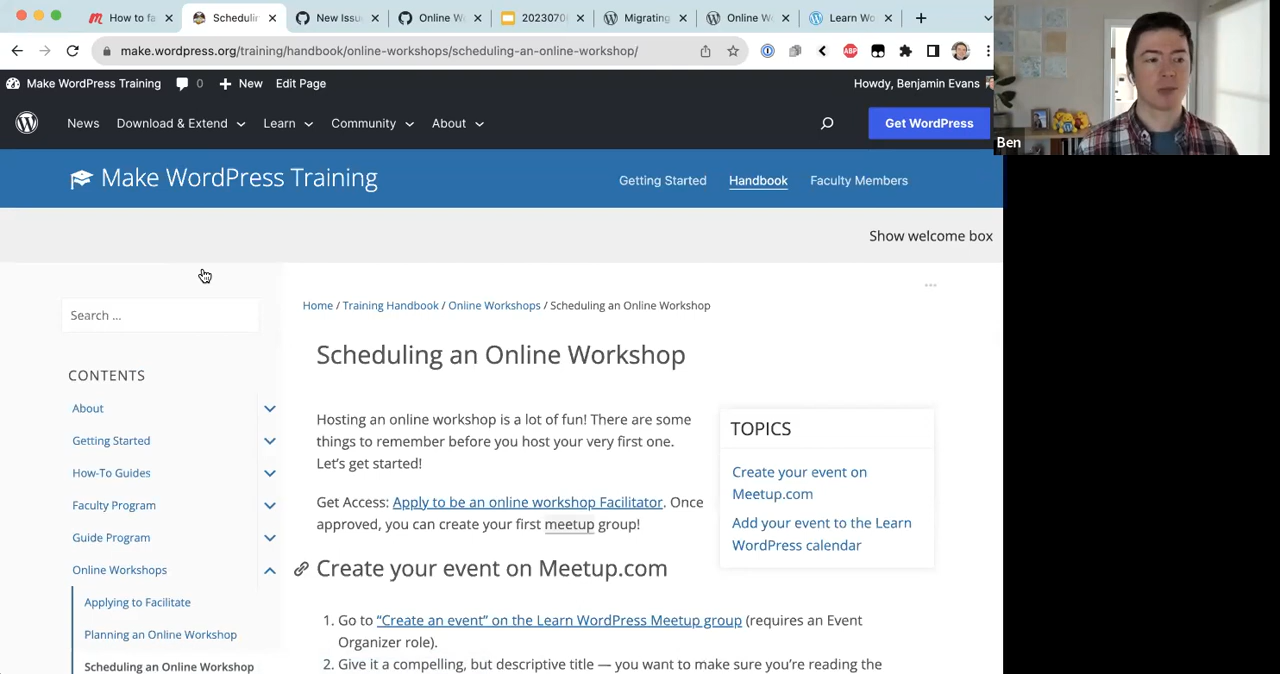 How to fa
Schedulin
New Issu
Online W
2023070
Migrating
Online Wo
Learn Wo
make.wordpress.org/training/handbook/online-workshops/scheduling-an-online-workshop/
ABP
Make WordPress Training
0
New
Edit Page
Howdy, Benjamin Evans
News
Download & Extend
Learn
Community
About
Get WordPress
Ben
Make WordPress Training
Getting Started
Handbook
Faculty Members
Show welcome box
Search ...
Home / Training Handbook / Online Workshops / Scheduling an Online Workshop
CONTENTS
About
Getting Started
How-To Guides
Faculty Program
Guide Program
Online Workshops
Applying to Facilitate
Planning an Online Workshop
Scheduling an Online Workshop
Scheduling an Online Workshop
Hosting an online workshop is a lot of fun! There are some
things to remember before you host your very first one.
Let's get started!
Get Access: Apply to be an online workshop Facilitator. Once
approved, you can create your first meetup group!
TOPICS
Create your event on
Meetup.com
Add your event to the Learn
WordPress calendar
Create your event on Meetup.com
1. Go to “Create an event” on the Learn WordPress Meetup group (requires an Event
Organizer role).
2. Give it a compelling, but descriptive title — you want to make sure you're reading the